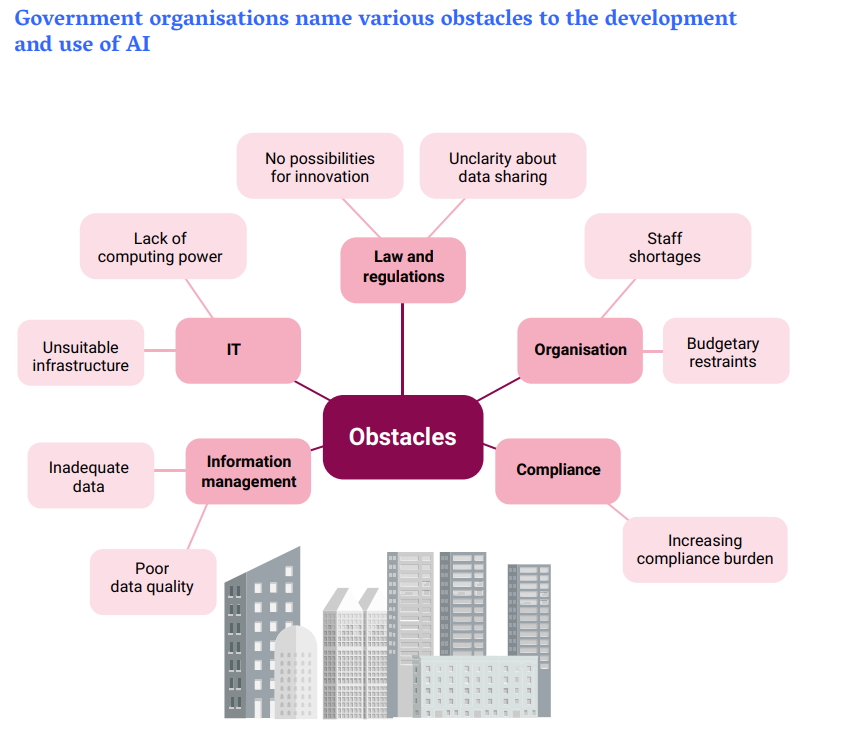 Government organisations name various obstacles to the development
and use of AI
No possibilities
for innovation
Unclarity about
data sharing
Lack of
computing power
Law and
regulations
Staff
shortages
Unsuitable
infrastructure
IT
Organisation
Budgetary
restraints
Obstacles
Inadequate
data
Information
management
Compliance
Poor
data quality
Increasing
compliance burden